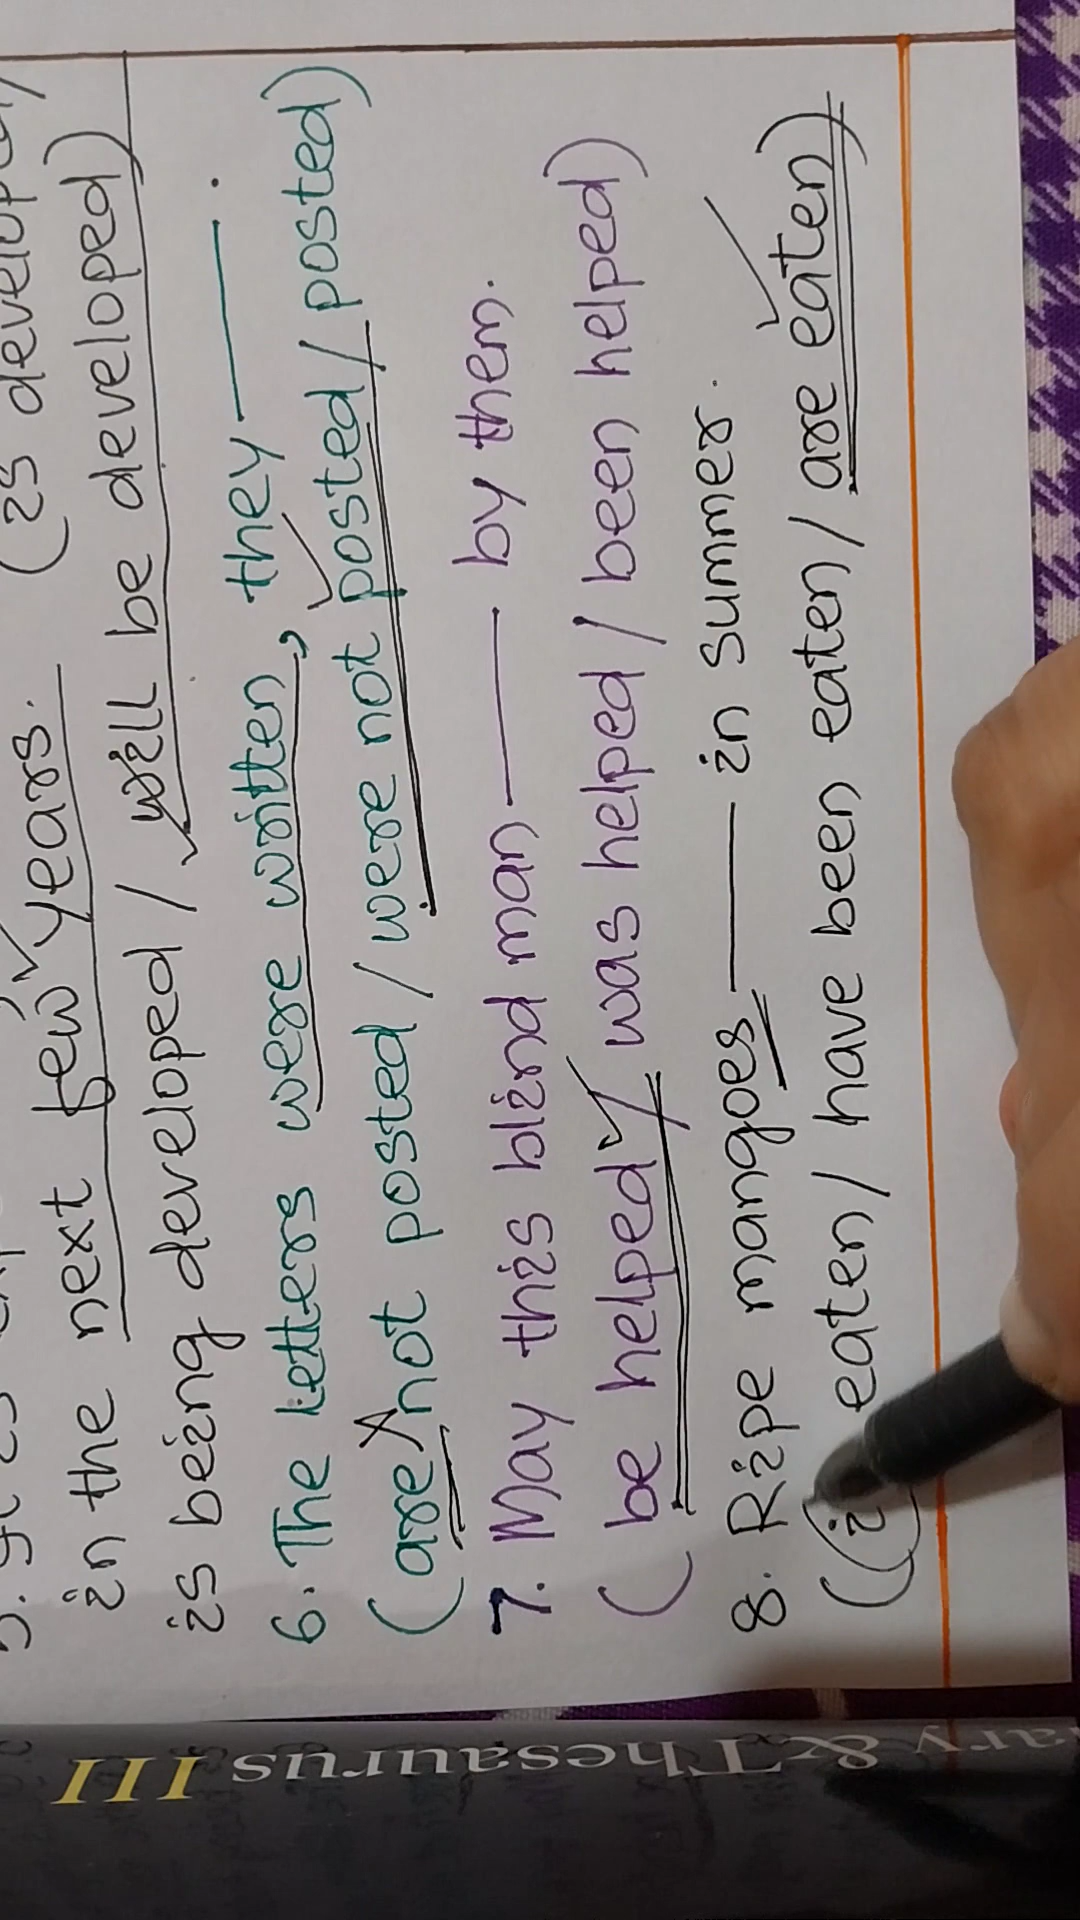 (is
in the next few years.
is being developed / will be developed)
6. The letters were written, they ——.
(are not posted / were not posted / posted)
7. May this blind man —— by them.
(be helped / was helped / been helped)
8. Ripe mangoes —— in summer.
eaten / have been eaten / are eaten)
& Thesaurus III